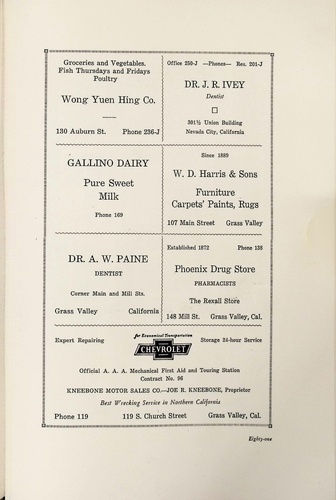 Groceries and Vegetables.
Fish Thursdays and Fridays
Poultry
Wong Yuen Hing Co.
130 Auburn St. Phone 236-J
Office 250-J —Phones— Res. 201-J
DR. J. R. IVEY
Dentist
301½ Union Building
Nevada City, California
GALLINO DAIRY
Pure Sweet
Milk
Phone 169
Since 1889
W. D. Harris & Sons
Furniture
Carpets' Paints, Rugs
107 Main Street Grass Valley
DR. A. W. PAINE
DENTIST
Corner Main and Mill Sts.
Grass Valley California
Established 1872 Phone 136
Phoenix Drug Store
PHARMACISTS
The Rexall Store
148 Mill St. Grass Valley, Cal.
for Economical Transportation
Expert Repairing CHEVROLET Storage 24-hour Service
Official A. A. A. Mechanical First Aid and Touring Station
Contract No. 96
KNEEBONE MOTOR SALES CO.—JOE R. KNEEBONE, Proprietor
Best Wrecking Service in Northern California
Phone 119 119 S. Church Street Grass Valley, Cal.
Eighty-one